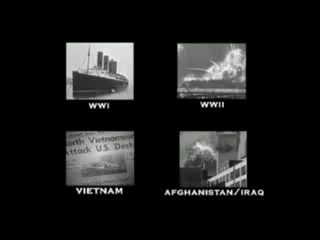 WWI
WWII
North Vietnamese
Attack U.S. Dest
VIETNAM
AFGHANISTAN/IRAQ